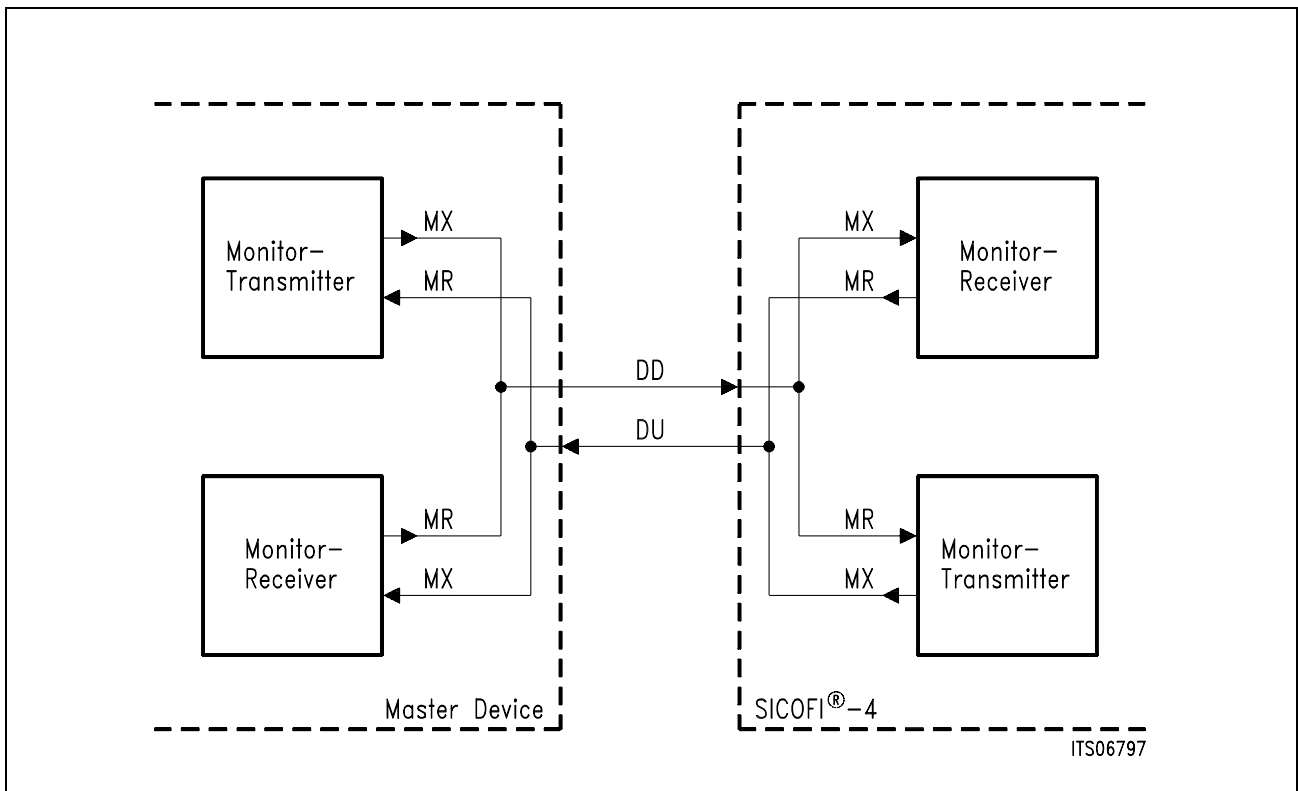 MX
Monitor-
Transmitter
MR
MX
Monitor-
Receiver
MR
DD
DU
MR
Monitor-
Receiver
MX
MR
Monitor-
Transmitter
MX
Master Device
SICOFI®-4
ITS06797